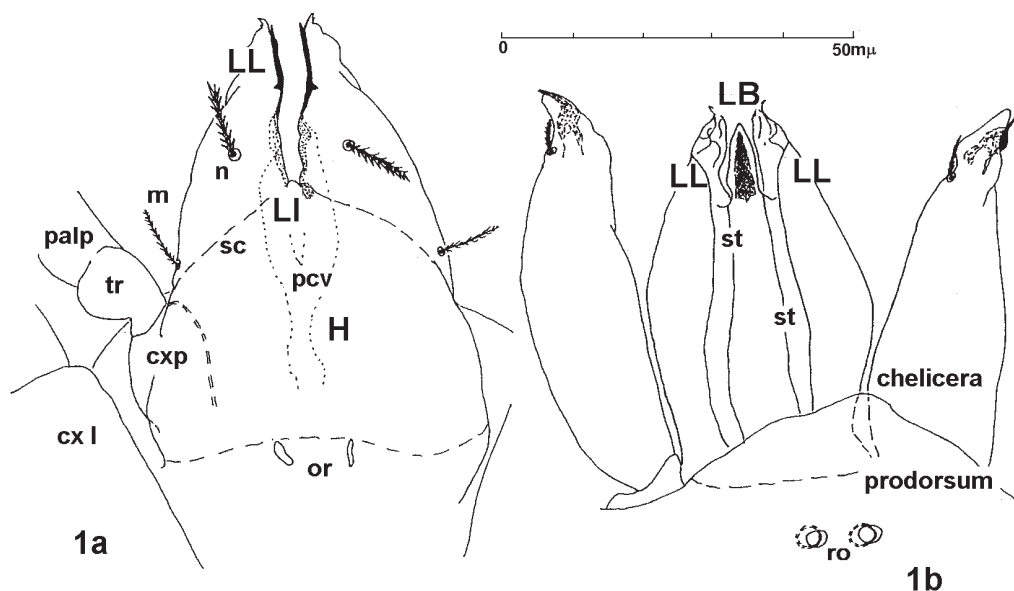 0 50mµ
LL
LB
n
LL LL
m
LI
palp
sc
st
tr
pcv
H
st
cxp
chelicera
cx I
or
prodorsum
1a
ro
1b